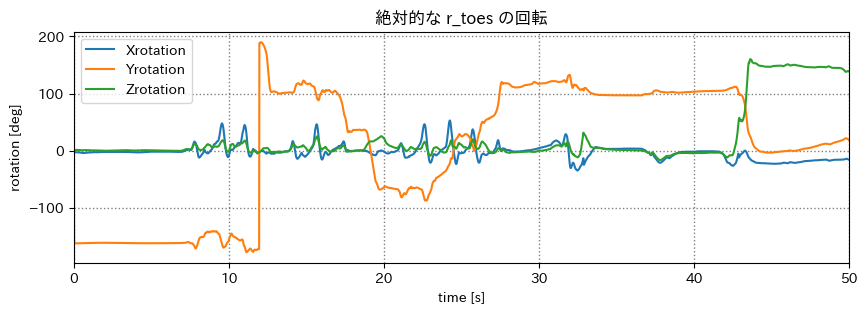 絶対的な r_toes の回転
200
100
0
−100
rotation [deg]
Xrotation
Yrotation
Zrotation
0 10 20 30 40 50
time [s]